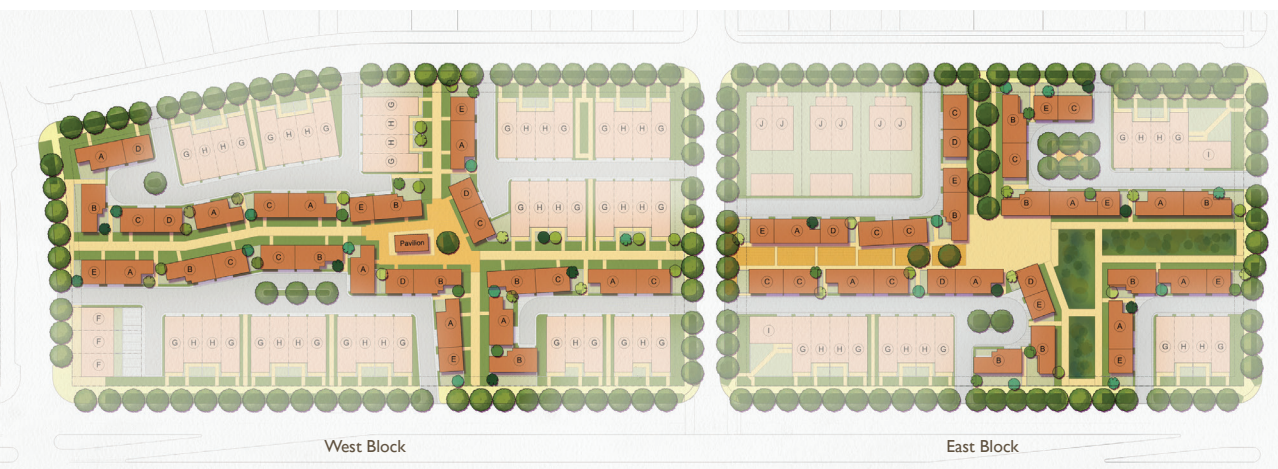 A D
G H H G
G H H G
G
H
H
G
E
A
G H H G
G H H G
B
C D
A
C A
E B
D
C
G H H G
G H H G
Pavilion
E A
B C
C B
A
D B
B C
A C
F
F
F
G H H G
G H H G
G H H G
A
E
A
B
G H H G
G H H G
West Block
J J
J J
J J
C
D
E
B
B
C
E C
G H H G
I
E A D
C C
B A E
A B
C C
A C
D A
D
E
B A E
I
G H H G
G H H G
B
B
A
E
G H H G
East Block